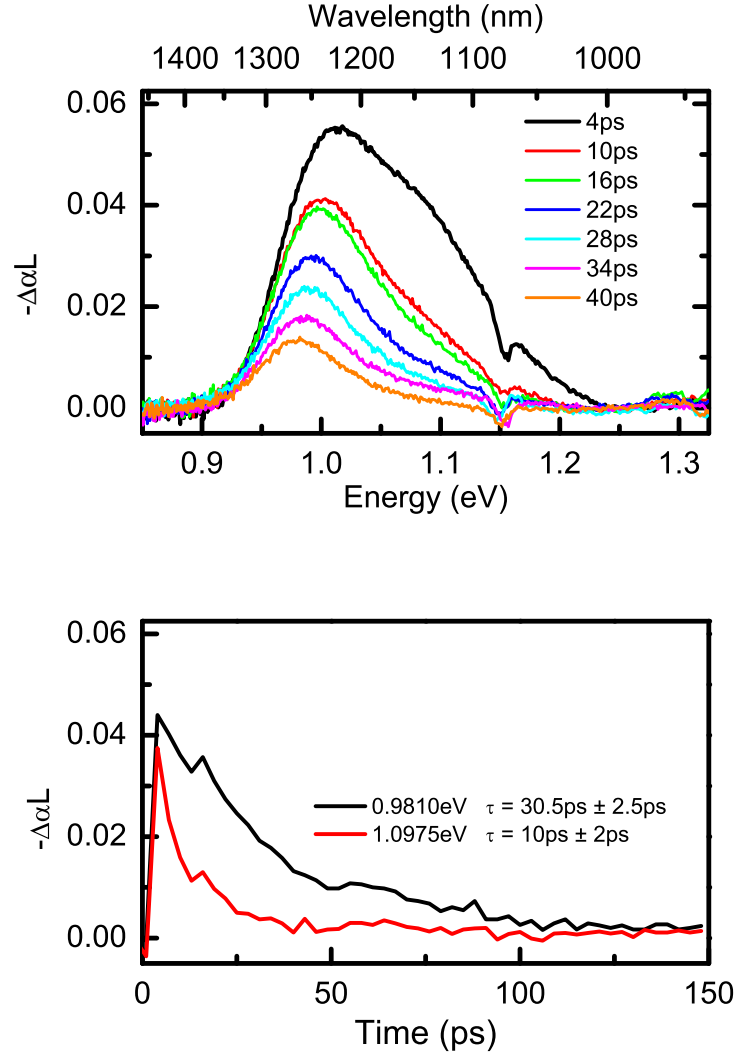 Wavelength (nm)
1400 1300 1200 1100 1000
0.06
0.04
0.02
0.00
-ΔαL
4ps
10ps
16ps
22ps
28ps
34ps
40ps
0.9 1.0 1.1 1.2 1.3
Energy (eV)
0.06
0.04
0.02
0.00
-ΔαL
0.9810eV τ = 30.5ps ± 2.5ps
1.0975eV τ = 10ps ± 2ps
0 50 100 150
Time (ps)